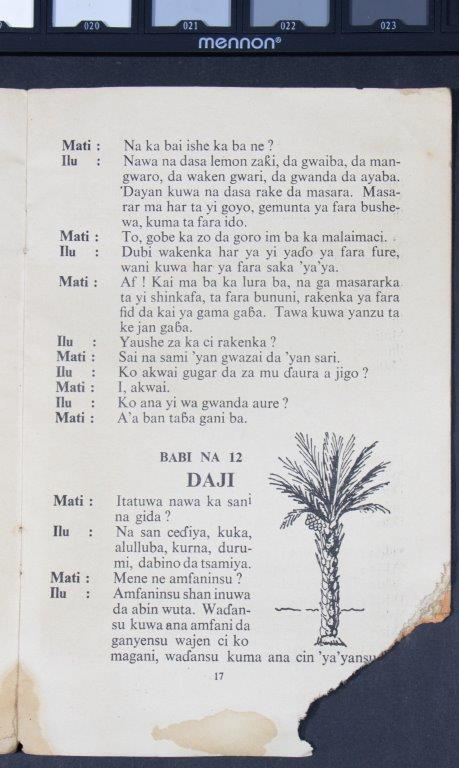 020 021 022 023
mennon®
Mati : Na ka bai ishe ka ba ne ?
Ilu : Nawa na dasa lemon zaƙi, da gwaiba, da man-
gwaro, da waken gwari, da gwanda da ayaba.
Ɗayan kuwa na dasa rake da masara. Masa-
rar ma har ta yi goyo, gemunta ya fara bushe-
wa, kuma ta fara ido.
Mati : To, gobe ka zo da goro im ba ka malaimaci.
Ilu : Dubi wakenka har ya yi yaɗo ya fara fure,
wani kuwa har ya fara saka 'ya'ya.
Mati : Af ! Kai ma ba ka lura ba, na ga masararka
ta yi shinkafa, ta fara bununi, rakenka ya fara
fid da kai ya gama gaɓa. Tawa kuwa yanzu ta
ke jan gaɓa.
Ilu : Yaushe za ka ci rakenka ?
Mati : Sai na sami 'yan gwazai da 'yan sari.
Ilu : Ko akwai gugar da za mu ɗaura a jigo ?
Mati : I, akwai.
Ilu : Ko ana yi wa gwanda aure ?
Mati : A'a ban taɓa gani ba.
BABI NA 12
DAJI
Mati : Itatuwa nawa ka sani
na gida ?
Ilu : Na san ceɗiya, kuka,
alulluba, kurna, duru-
mi, dabino da tsamiya.
Mati : Mene ne amfaninsu ?
Ilu : Amfaninsu shan inuwa
da abin wuta. Waɗan-
su kuwa ana amfani da
ganyensu wajen ci ko
magani, waɗansu kuma ana cin 'ya'yansu
17